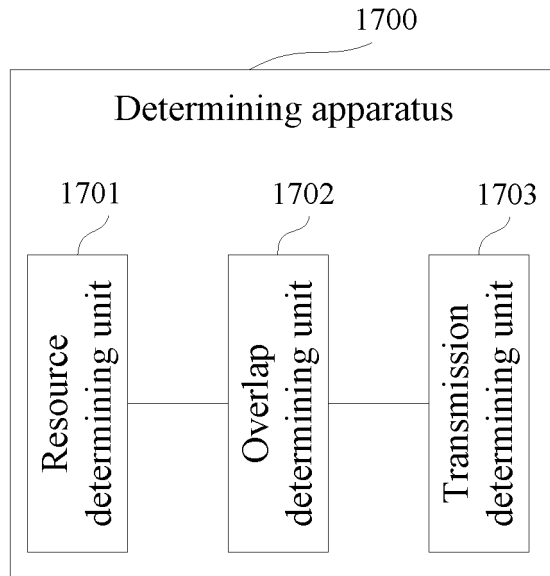 1700
Determining apparatus
1701
1702
1703
Resource
determining unit
Overlap
determining unit
Transmission
determining unit